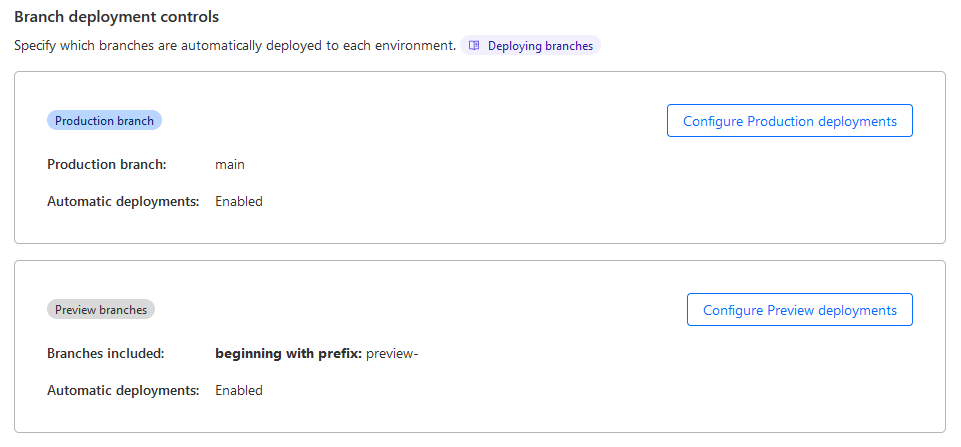 Branch deployment controls
Specify which branches are automatically deployed to each environment. Deploying branches
Production branch
Configure Production deployments
Production branch: main
Automatic deployments: Enabled
Preview branches
Configure Preview deployments
Branches included: beginning with prefix: preview-
Automatic deployments: Enabled